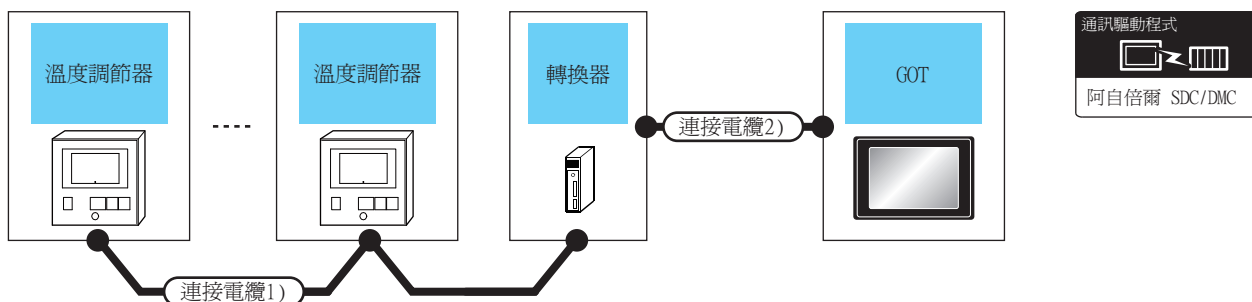 溫度調節器
溫度調節器
轉換器
GOT
通訊驅動程式
阿自倍爾 SDC/DMC
連接電纜2)
連接電纜1)